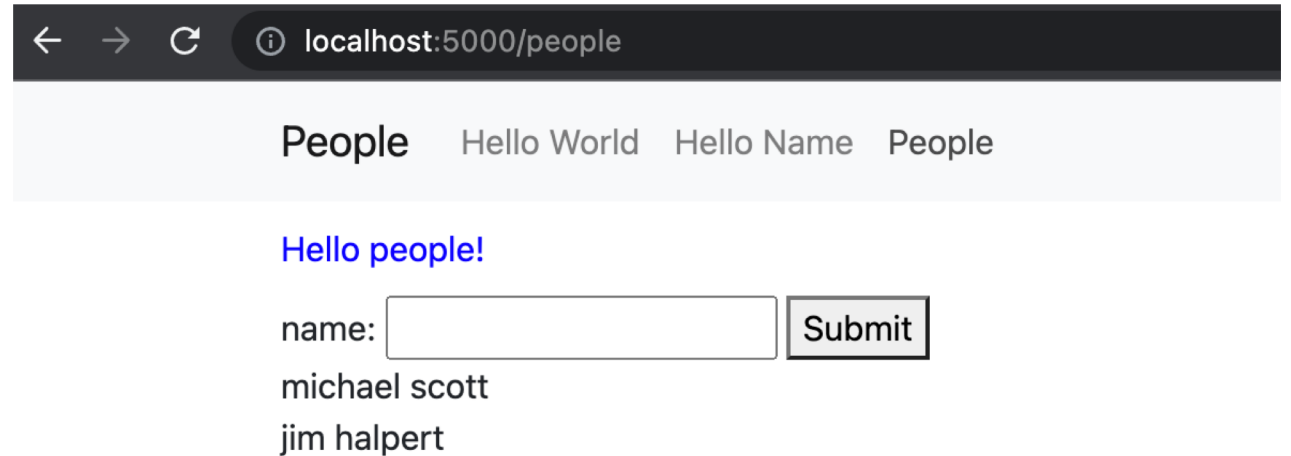 localhost:5000/people
People Hello World Hello Name People
Hello people!
name: Submit
michael scott
jim halpert